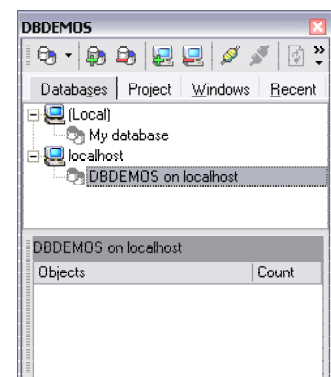 DBDEMOS
Databases Project Windows Recent
(Local)
My database
localhost
DBDEMOS on localhost
DBDEMOS on localhost
Objects Count